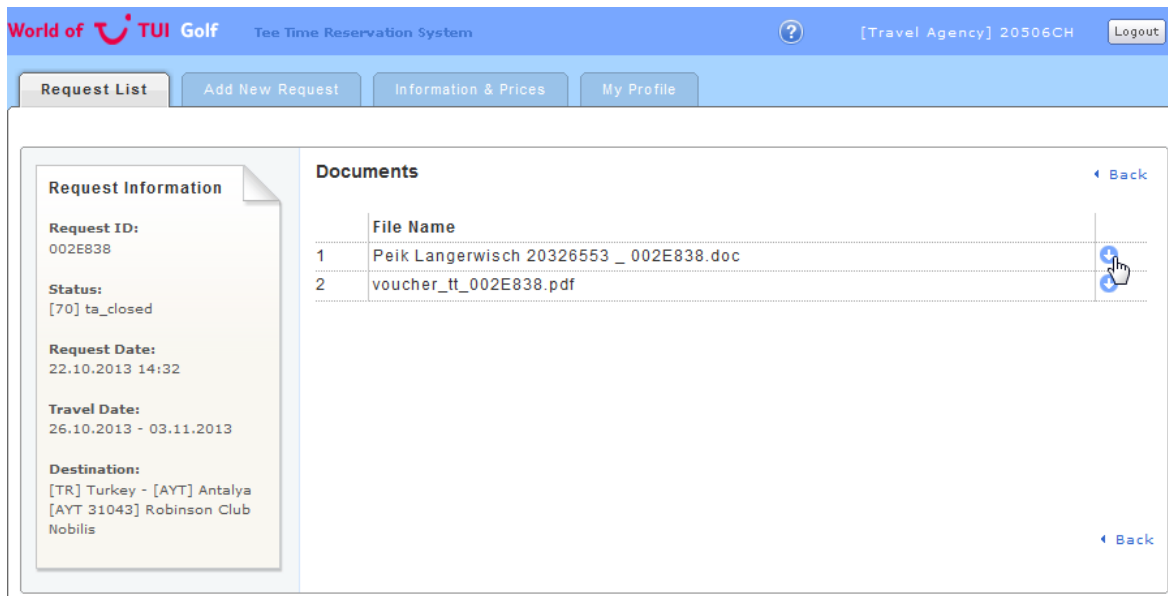 World of TUI Golf Tee Time Reservation System ? [Travel Agency] 20506CH Logout
Request List Add New Request Information & Prices My Profile
Request Information
Request ID:
002E838
Status:
[70] ta_closed
Request Date:
22.10.2013 14:32
Travel Date:
26.10.2013 - 03.11.2013
Destination:
[TR] Turkey - [AYT] Antalya
[AYT 31043] Robinson Club
Nobilis
Documents
Back
File Name
1 Peik Langerwisch 20326553 _ 002E838.doc
2 voucher_tt_002E838.pdf
Back